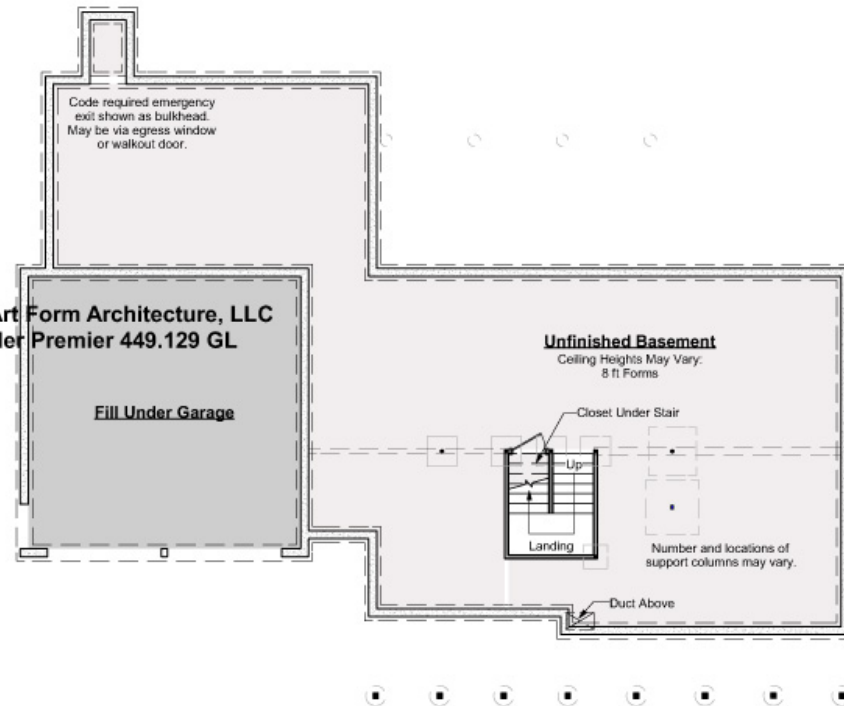 Code required emergency
exit shown as bulkhead.
May be via egress window
or walkout door.
Art Form Architecture, LLC
Premier 449.129 GL
Unfinished Basement
Ceiling Heights May Vary:
8 ft Forms
Fill Under Garage
Closet Under Stair
Up
Landing
Number and locations of
support columns may vary.
Duct Above